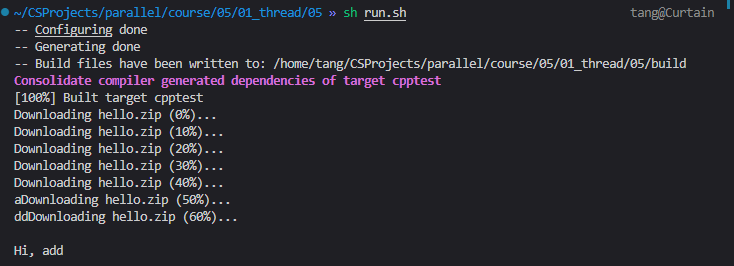 ~/CSProjects/parallel/course/05/01_thread/05 » sh run.sh tang@Curtain
-- Configuring done
-- Generating done
-- Build files have been written to: /home/tang/CSProjects/parallel/course/05/01_thread/05/build
Consolidate compiler generated dependencies of target cpptest
[100%] Built target cpptest
Downloading hello.zip (0%)...
Downloading hello.zip (10%)...
Downloading hello.zip (20%)...
Downloading hello.zip (30%)...
Downloading hello.zip (40%)...
aDownloading hello.zip (50%)...
ddDownloading hello.zip (60%)...
Hi, add